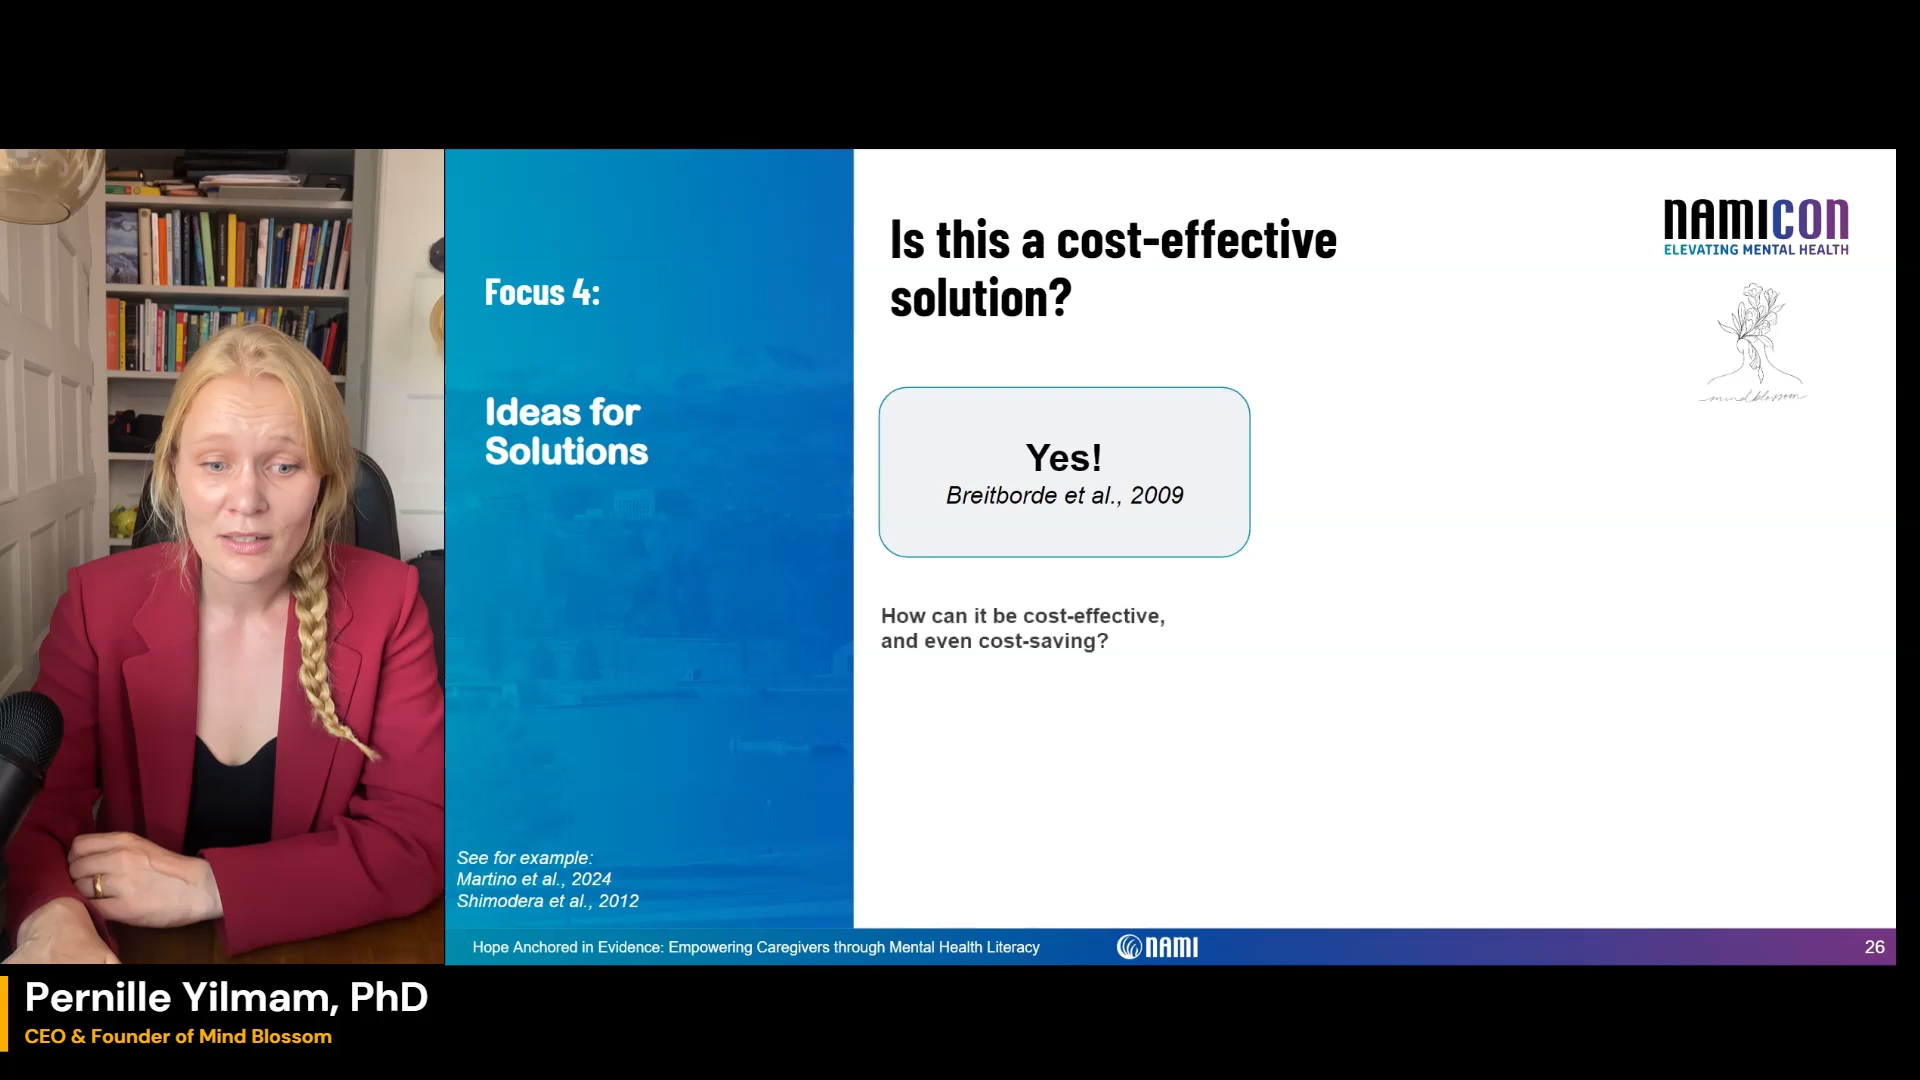 Focus 4:
Ideas for
Solutions
See for example:
Martino et al., 2024
Shimodera et al., 2012
Is this a cost-effective
solution?
Yes!
Breitborde et al., 2009
How can it be cost-effective,
and even cost-saving?
NAMICON
ELEVATING MENTAL HEALTH
mind blossom
Hope Anchored in Evidence: Empowering Caregivers through Mental Health Literacy
NAMI
26
Pernille Yilmam, PhD
CEO & Founder of Mind Blossom